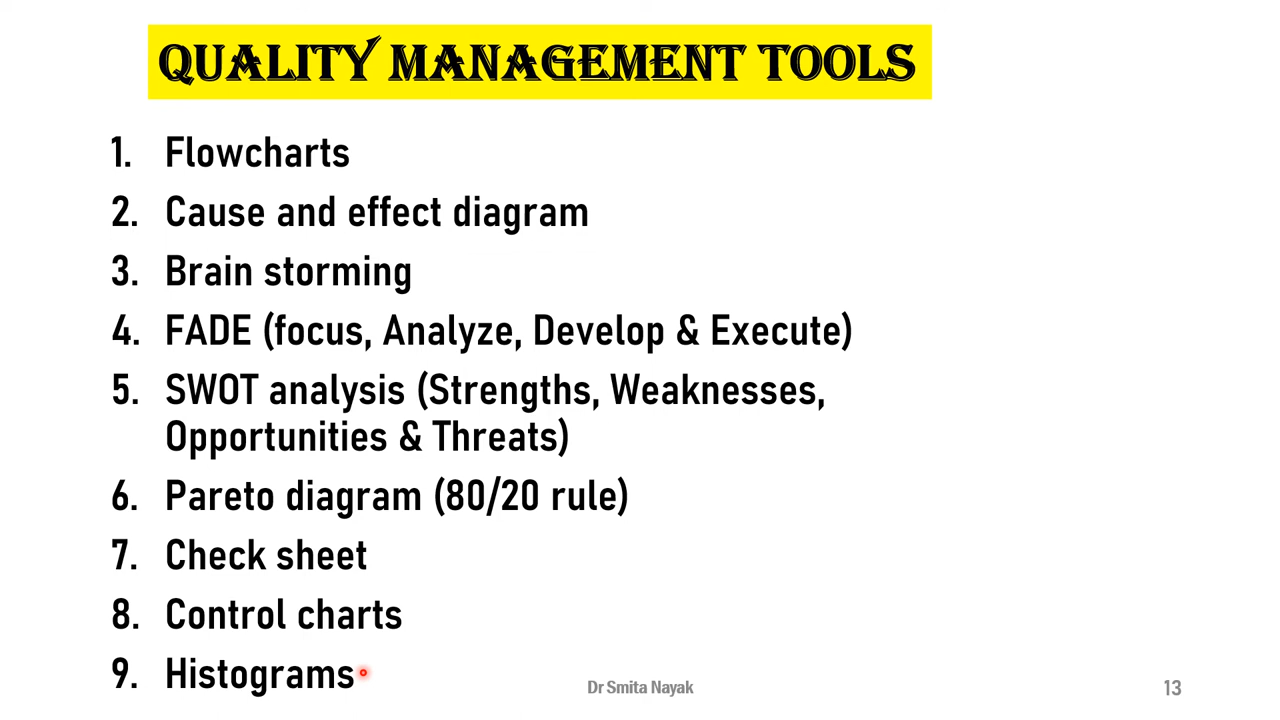 QUALITY MANAGEMENT TOOLS
1. Flowcharts
2. Cause and effect diagram
3. Brain storming
4. FADE (focus, Analyze, Develop & Execute)
5. SWOT analysis (Strengths, Weaknesses,
Opportunities & Threats)
6. Pareto diagram (80/20 rule)
7. Check sheet
8. Control charts
9. Histograms
Dr Smita Nayak
13